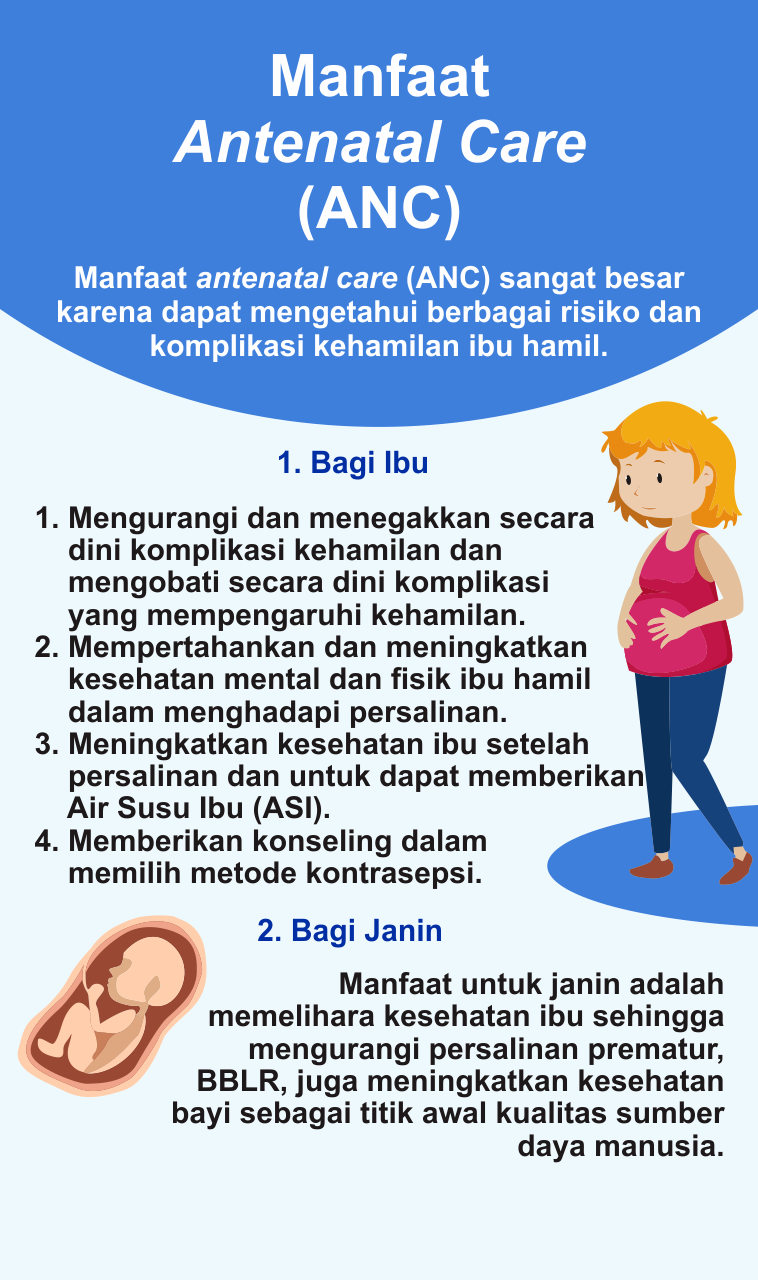 Manfaat
Antenatal Care
(ANC)
Manfaat antenatal care (ANC) sangat besar
karena dapat mengetahui berbagai risiko dan
komplikasi kehamilan ibu hamil.
1. Bagi Ibu
1. Mengurangi dan menegakkan secara
dini komplikasi kehamilan dan
mengobati secara dini komplikasi
yang mempengaruhi kehamilan.
2. Mempertahankan dan meningkatkan
kesehatan mental dan fisik ibu hamil
dalam menghadapi persalinan.
3. Meningkatkan kesehatan ibu setelah
persalinan dan untuk dapat memberikan
Air Susu Ibu (ASI).
4. Memberikan konseling dalam
memilih metode kontrasepsi.
2. Bagi Janin
Manfaat untuk janin adalah
memelihara kesehatan ibu sehingga
mengurangi persalinan prematur,
BBLR, juga meningkatkan kesehatan
bayi sebagai titik awal kualitas sumber
daya manusia.